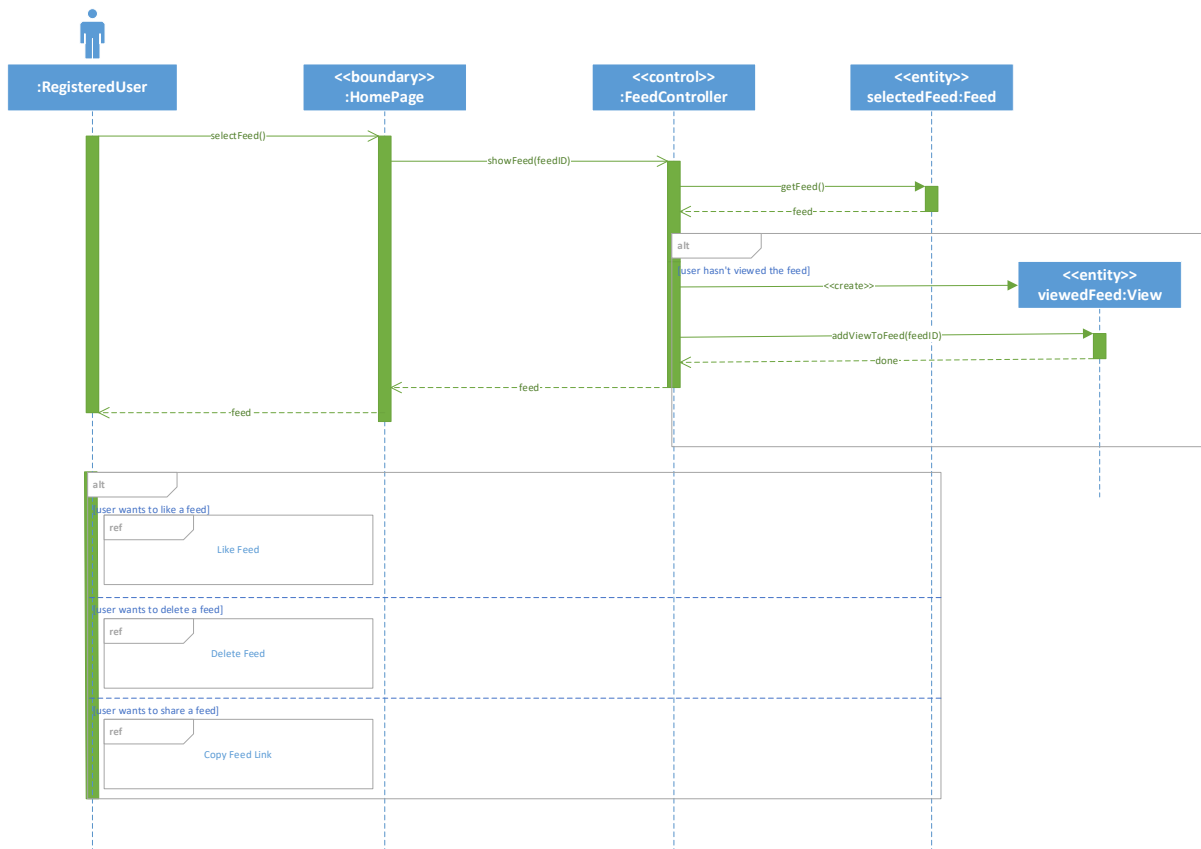 :RegisteredUser
<<boundary>>
:HomePage
<<control>>
:FeedController
<<entity>>
selectedFeed:Feed
selectFeed()
showFeed(feedID)
getFeed()
feed
alt
[user hasn't viewed the feed]
<<create>>
<<entity>>
viewedFeed:View
addViewToFeed(feedID)
done
feed
feed
alt
[user wants to like a feed]
ref
Like Feed
[user wants to delete a feed]
ref
Delete Feed
[user wants to share a feed]
ref
Copy Feed Link